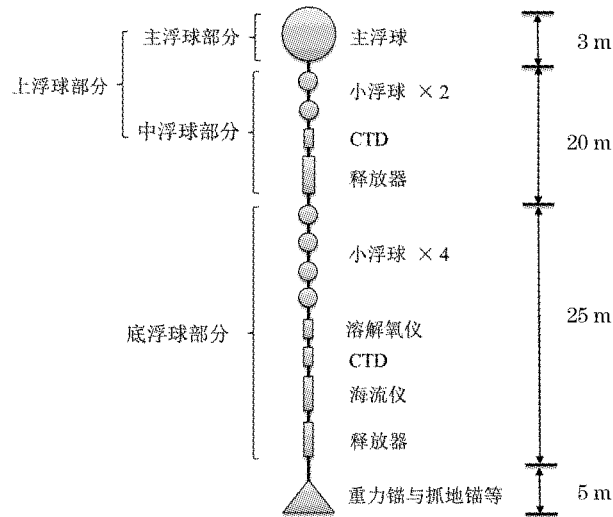 主浮球部分
主浮球
3 m
上浮球部分
小浮球 × 2
中浮球部分
CTD
20 m
释放器
小浮球 × 4
底浮球部分
溶解氧仪
25 m
CTD
海流仪
释放器
重力锚与抓地锚等
5 m